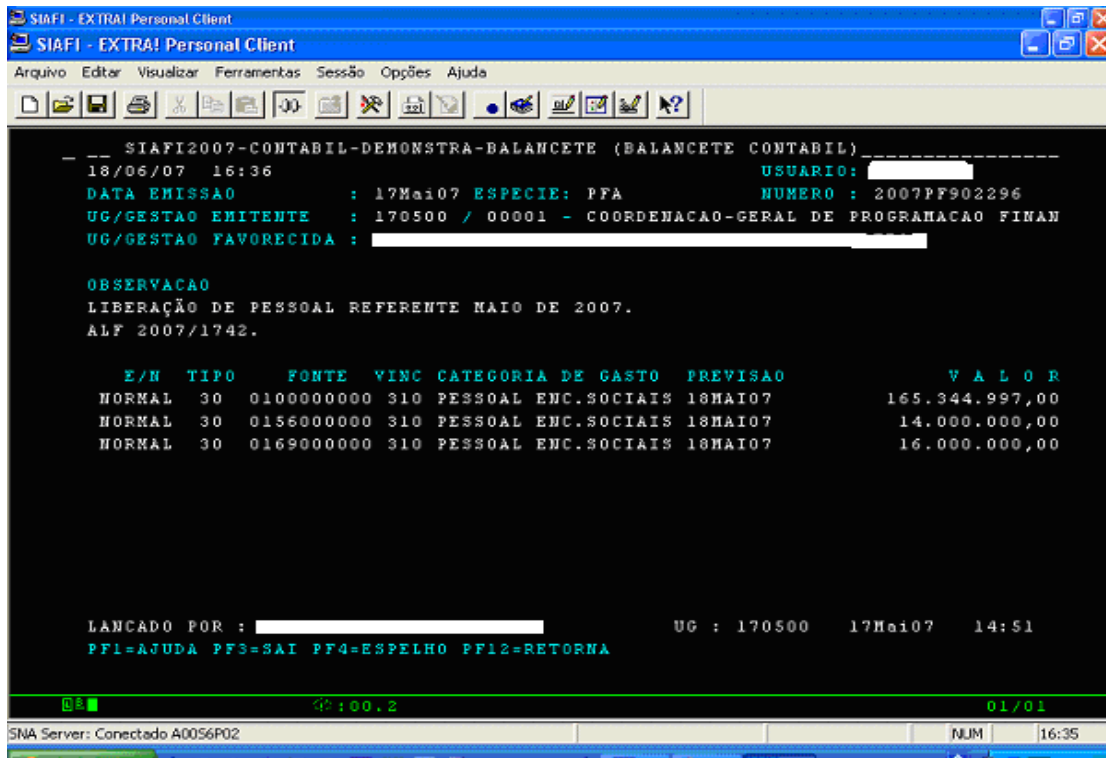 SIAFI - EXTRA! Personal Client
SIAFI - EXTRA! Personal Client
Arquivo Editar Visualizar Ferramentas Sessão Opções Ajuda
_ __ SIAFI2007-CONTABIL-DEMONSTRA-BALANCETE (BALANCETE CONTABIL)_________________
18/06/07 16:36 USUARIO:
DATA EMISSAO : 17Mai07 ESPECIE: PFA NUMERO : 2007PF902296
UG/GESTAO EMITENTE : 170500 / 00001 - COORDENACAO-GERAL DE PROGRAMACAO FINAN
UG/GESTAO FAVORECIDA :
OBSERVACAO
LIBERAÇÃO DE PESSOAL REFERENTE MAIO DE 2007.
ALF 2007/1742.
E/N TIPO FONTE VINC CATEGORIA DE GASTO PREVISAO V A L O R
NORMAL 30 0100000000 310 PESSOAL ENC.SOCIAIS 18MAI07 165.344.997,00
NORMAL 30 0156000000 310 PESSOAL ENC.SOCIAIS 18MAI07 14.000.000,00
NORMAL 30 0169000000 310 PESSOAL ENC.SOCIAIS 18MAI07 16.000.000,00
LANCADO POR : UG : 170500 17Mai07 14:51
PF1=AJUDA PF3=SAI PF4=ESPELHO PF12=RETORNA
:00.2 01/01
SNA Server: Conectado A00S6P02 NUM 16:35